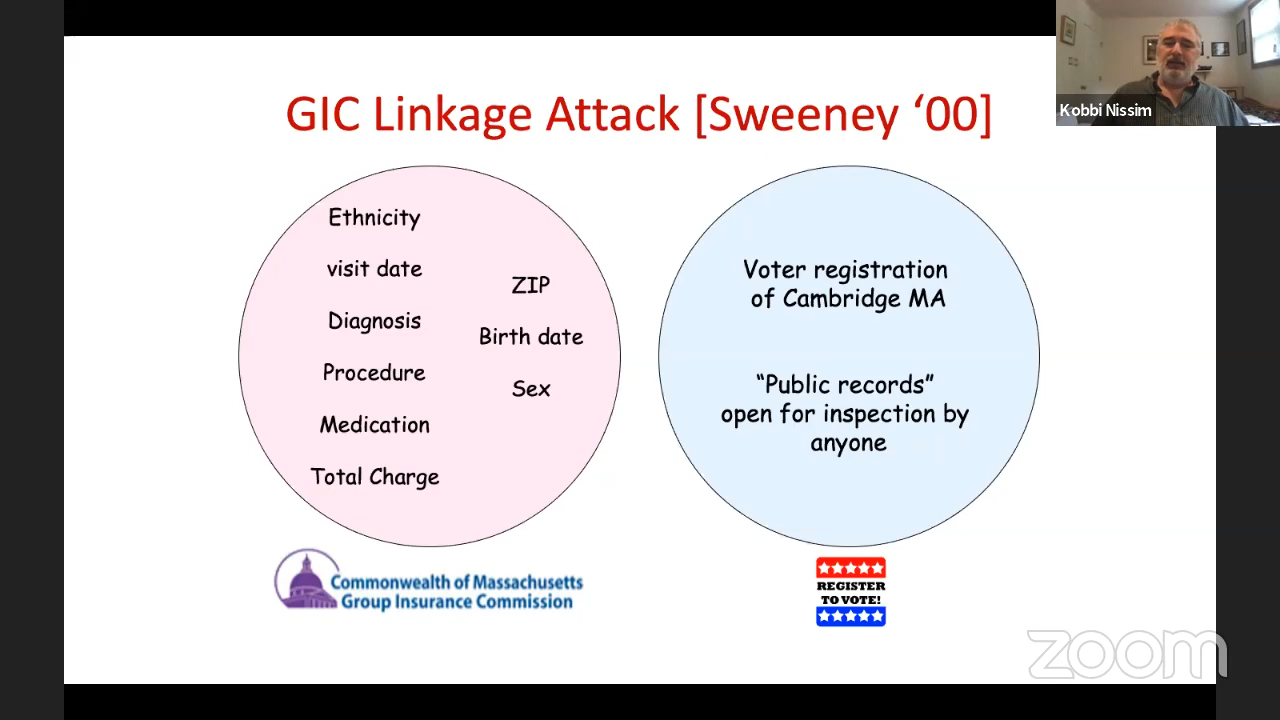 GIC Linkage Attack [Sweeney ‘00]
Kobbi Nissim
Ethnicity
visit date
Diagnosis
Procedure
Medication
Total Charge
ZIP
Birth date
Sex
Voter registration
of Cambridge MA
“Public records”
open for inspection by
anyone
Commonwealth of Massachusetts
Group Insurance Commission
REGISTER
TO VOTE!
zoom